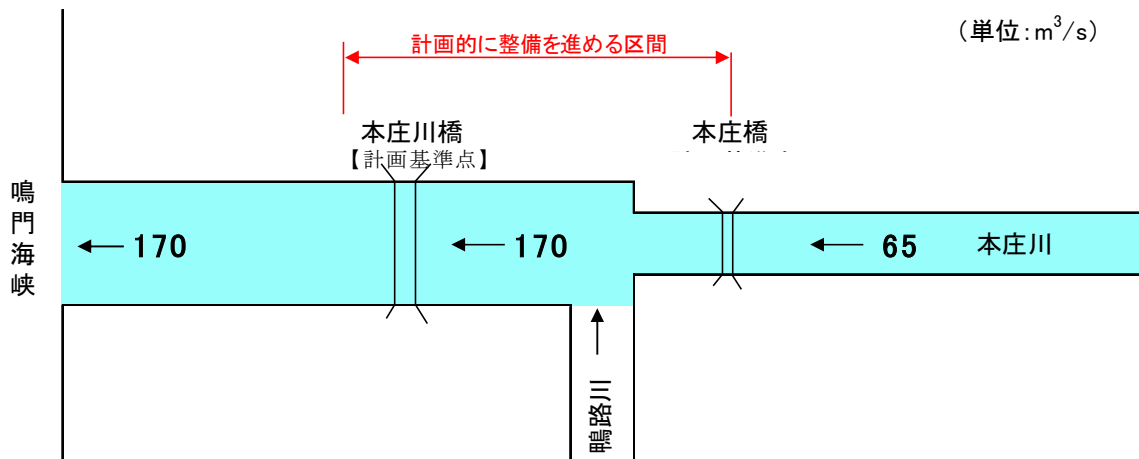 (単位:m³/s)
計画的に整備を進める区間
本庄川橋
【計画基準点】
本庄橋
鳴門海峡
170
170
65
本庄川
鴨路川